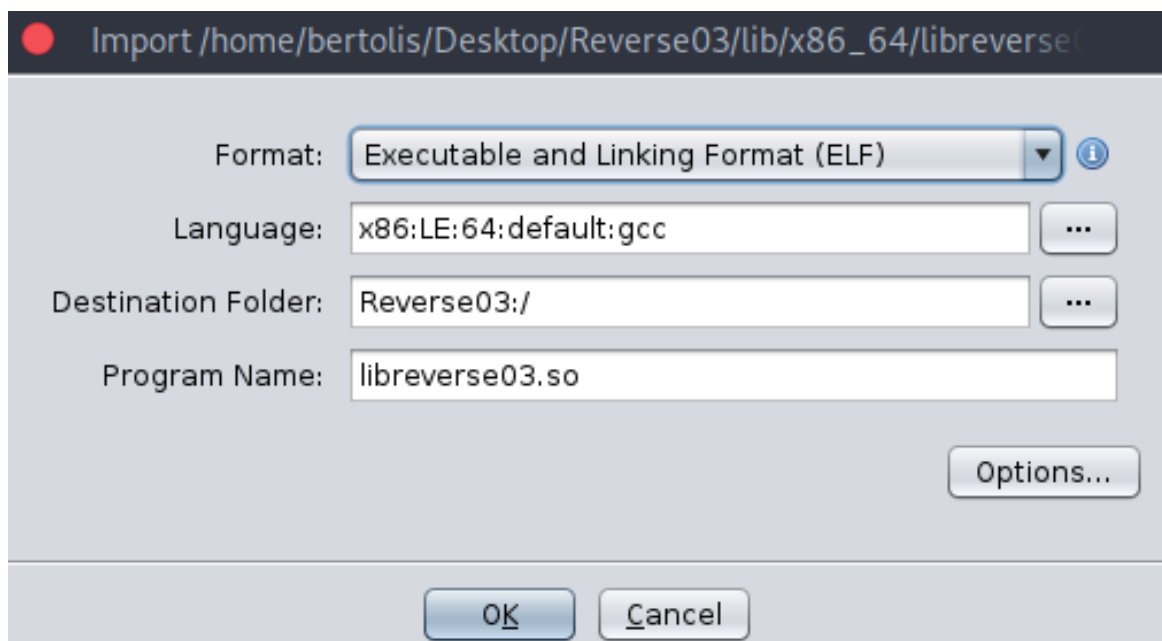 Import /home/bertolis/Desktop/Reverse03/lib/x86_64/libreverse
Format: Executable and Linking Format (ELF)
Language: x86:LE:64:default:gcc ...
Destination Folder: Reverse03:/ ...
Program Name: libreverse03.so
Options...
OK Cancel